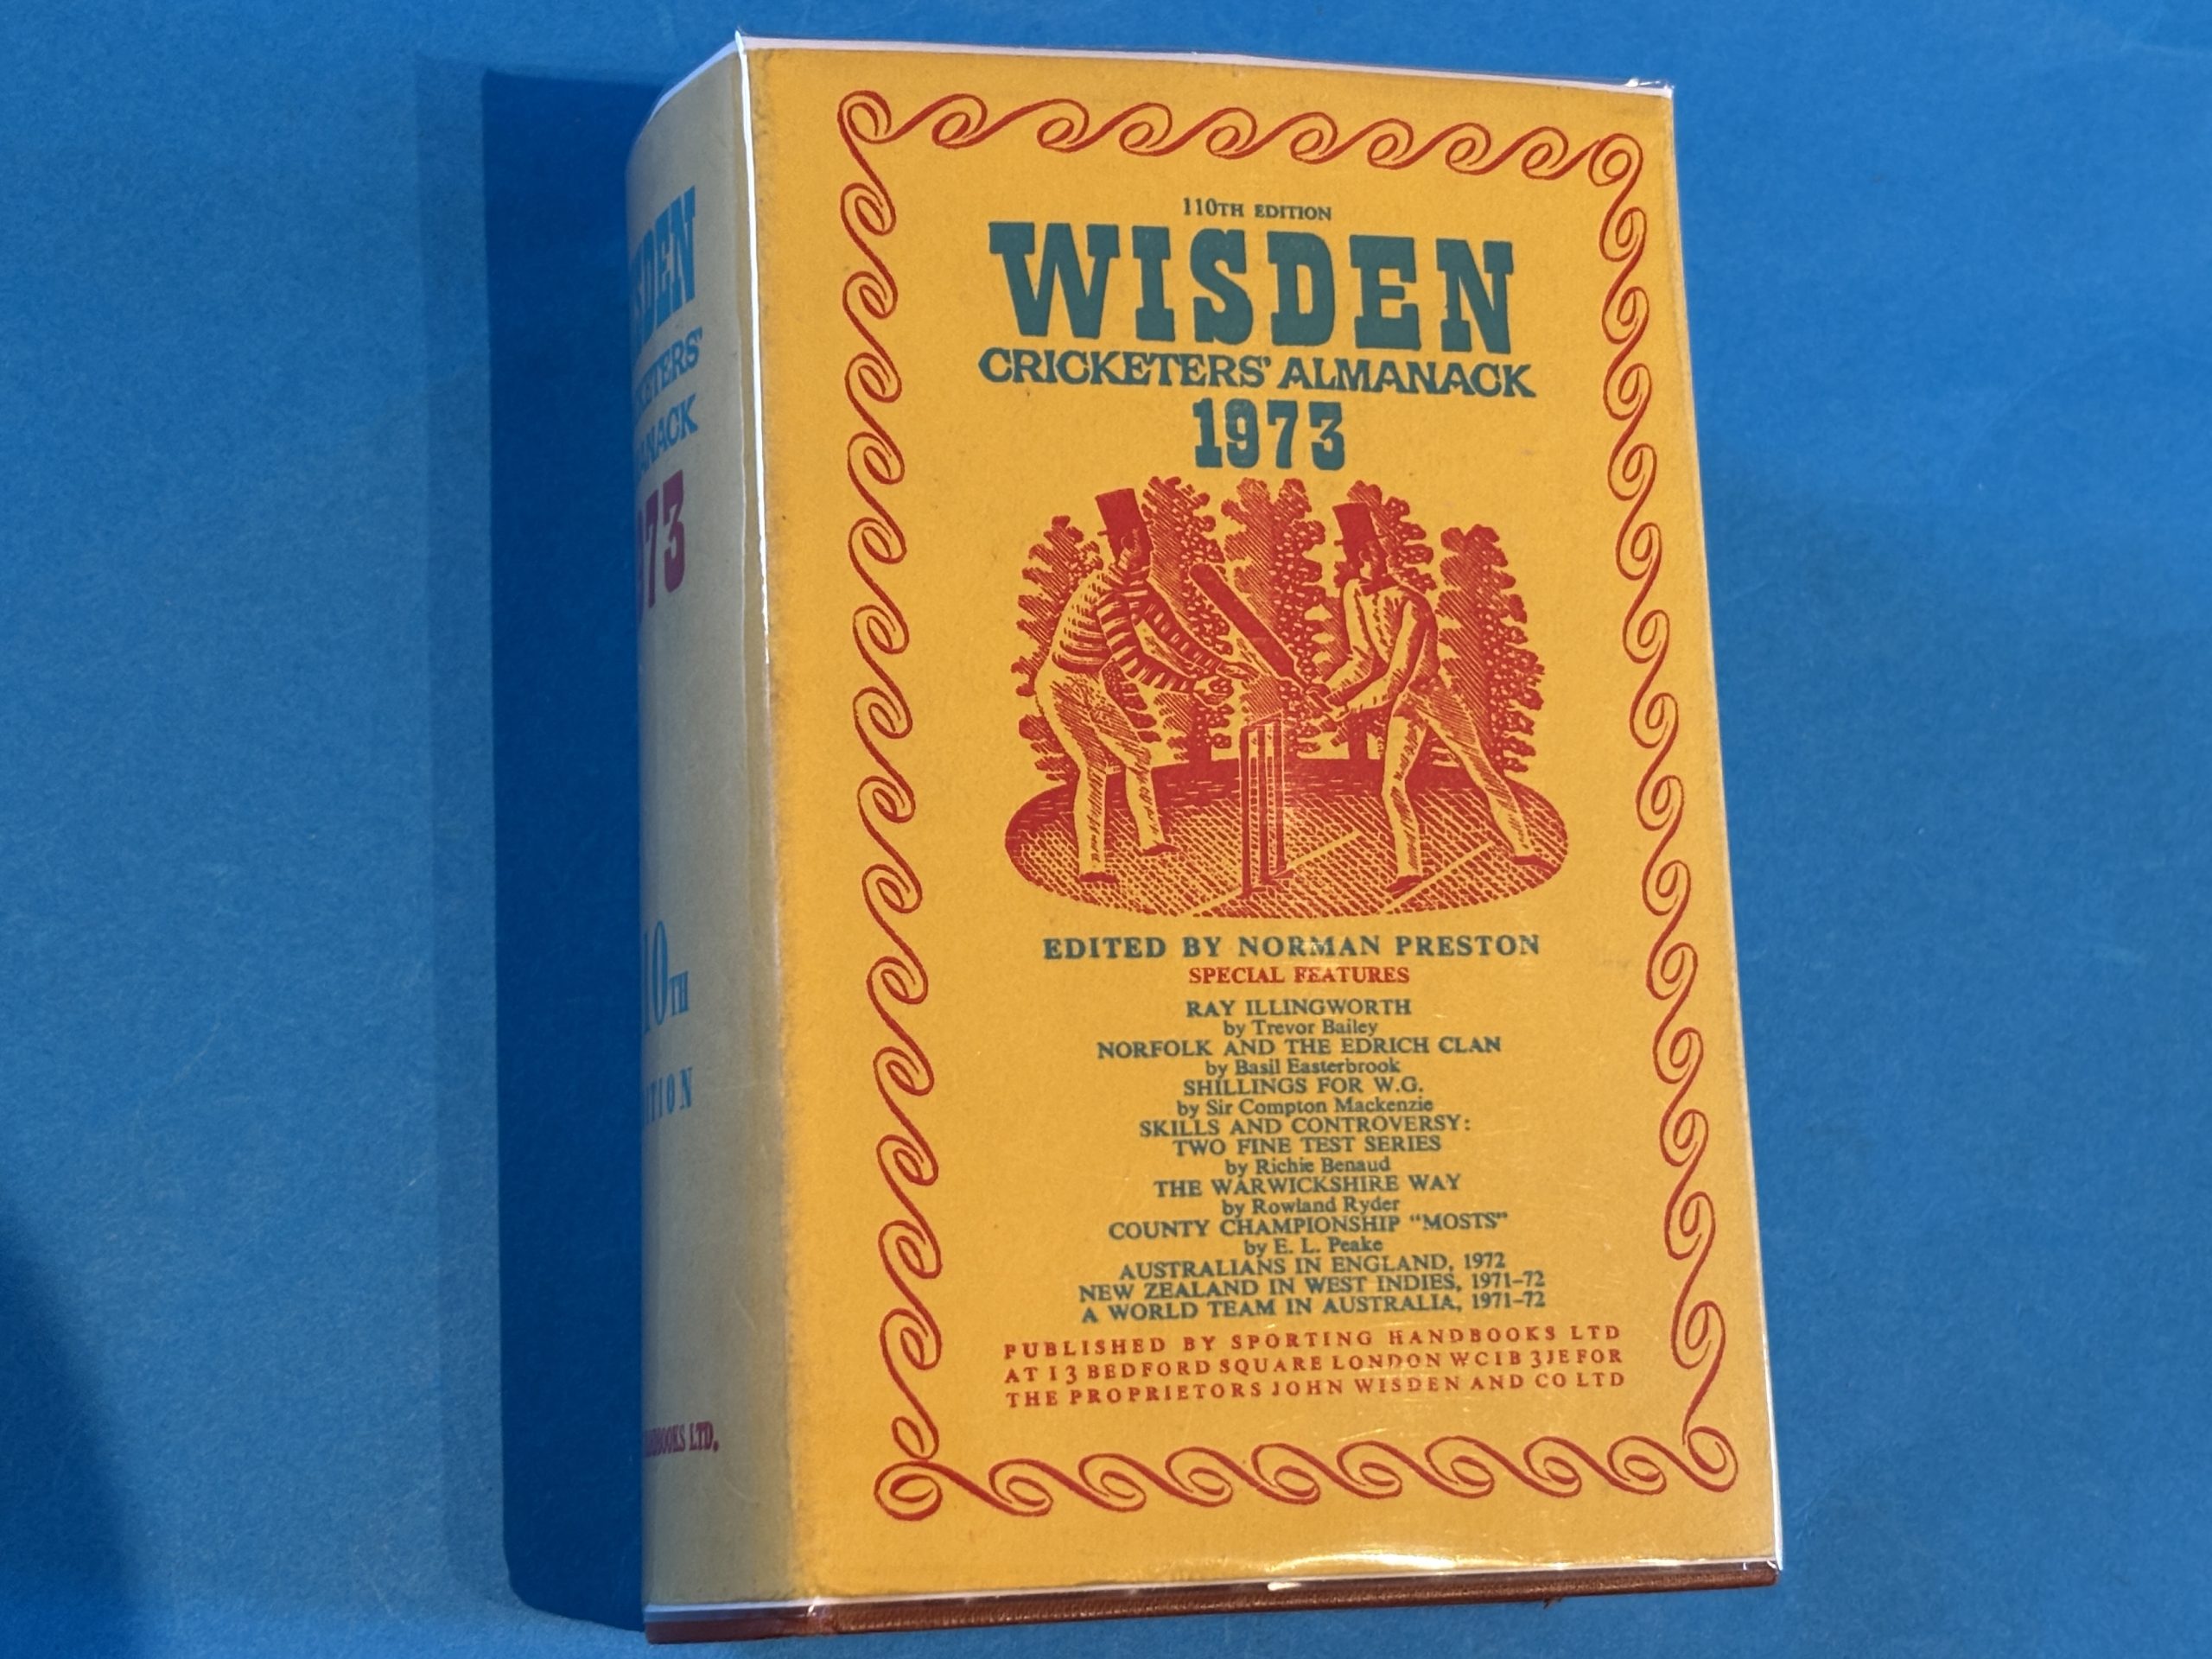 110TH EDITION
WISDEN
CRICKETERS' ALMANACK
1973
EDITED BY NORMAN PRESTON
SPECIAL FEATURES
RAY ILLINGWORTH
by Trevor Bailey
NORFOLK AND THE EDRICH CLAN
by Basil Easterbrook
SHILLINGS FOR W.G.
by Sir Compton Mackenzie
SKILLS AND CONTROVERSY:
TWO FINE TEST SERIES
by Richie Benaud
THE WARWICKSHIRE WAY
by Rowland Ryder
COUNTY CHAMPIONSHIP "MOSTS"
by E. L. Peake
AUSTRALIANS IN ENGLAND, 1972
NEW ZEALAND IN WEST INDIES, 1971-72
A WORLD TEAM IN AUSTRALIA, 1971-72
PUBLISHED BY SPORTING HANDBOOKS LTD
AT 13 BEDFORD SQUARE LONDON WC1B 3JE FOR
THE PROPRIETORS JOHN WISDEN AND CO LTD
LTD.